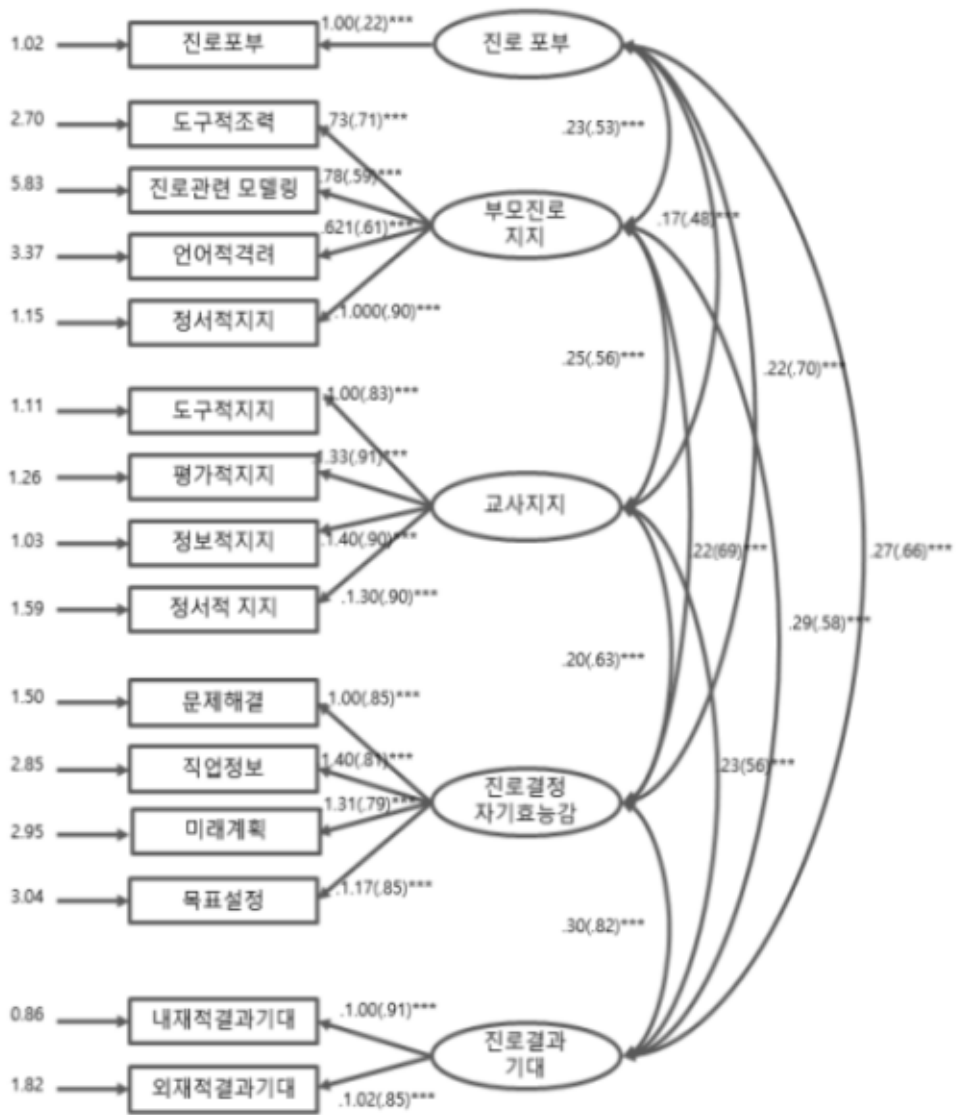 1.02
진로포부
1.00(.22)***
진로 포부
2.70
도구적조력
.73(.71)***
.23(.53)***
5.83
진로관련 모델링
.78(.59)***
부모진로
지지
.17(.48)***
3.37
언어적격려
.621(.61)***
1.15
정서적지지
.1.000(.90)***
.25(.56)***
.22(.70)***
1.11
도구적지지
1.00(.83)***
1.26
평가적지지
1.33(.91)***
교사지지
1.03
정보적지지
.1.40(.90)***
.22(69)***
.27(.66)***
1.59
정서적 지지
.1.30(.90)***
.29(.58)***
.20(.63)***
1.50
문제해결
.1.00(.85)***
2.85
직업정보
1.40(.81)***
.23(56)***
진로결정
자기효능감
2.95
미래계획
.1.31(.79)***
3.04
목표설정
.1.17(.85)***
.30(.82)***
0.86
내재적결과기대
.1.00(.91)***
진로결과
기대
1.82
외재적결과기대
.1.02(.85)***